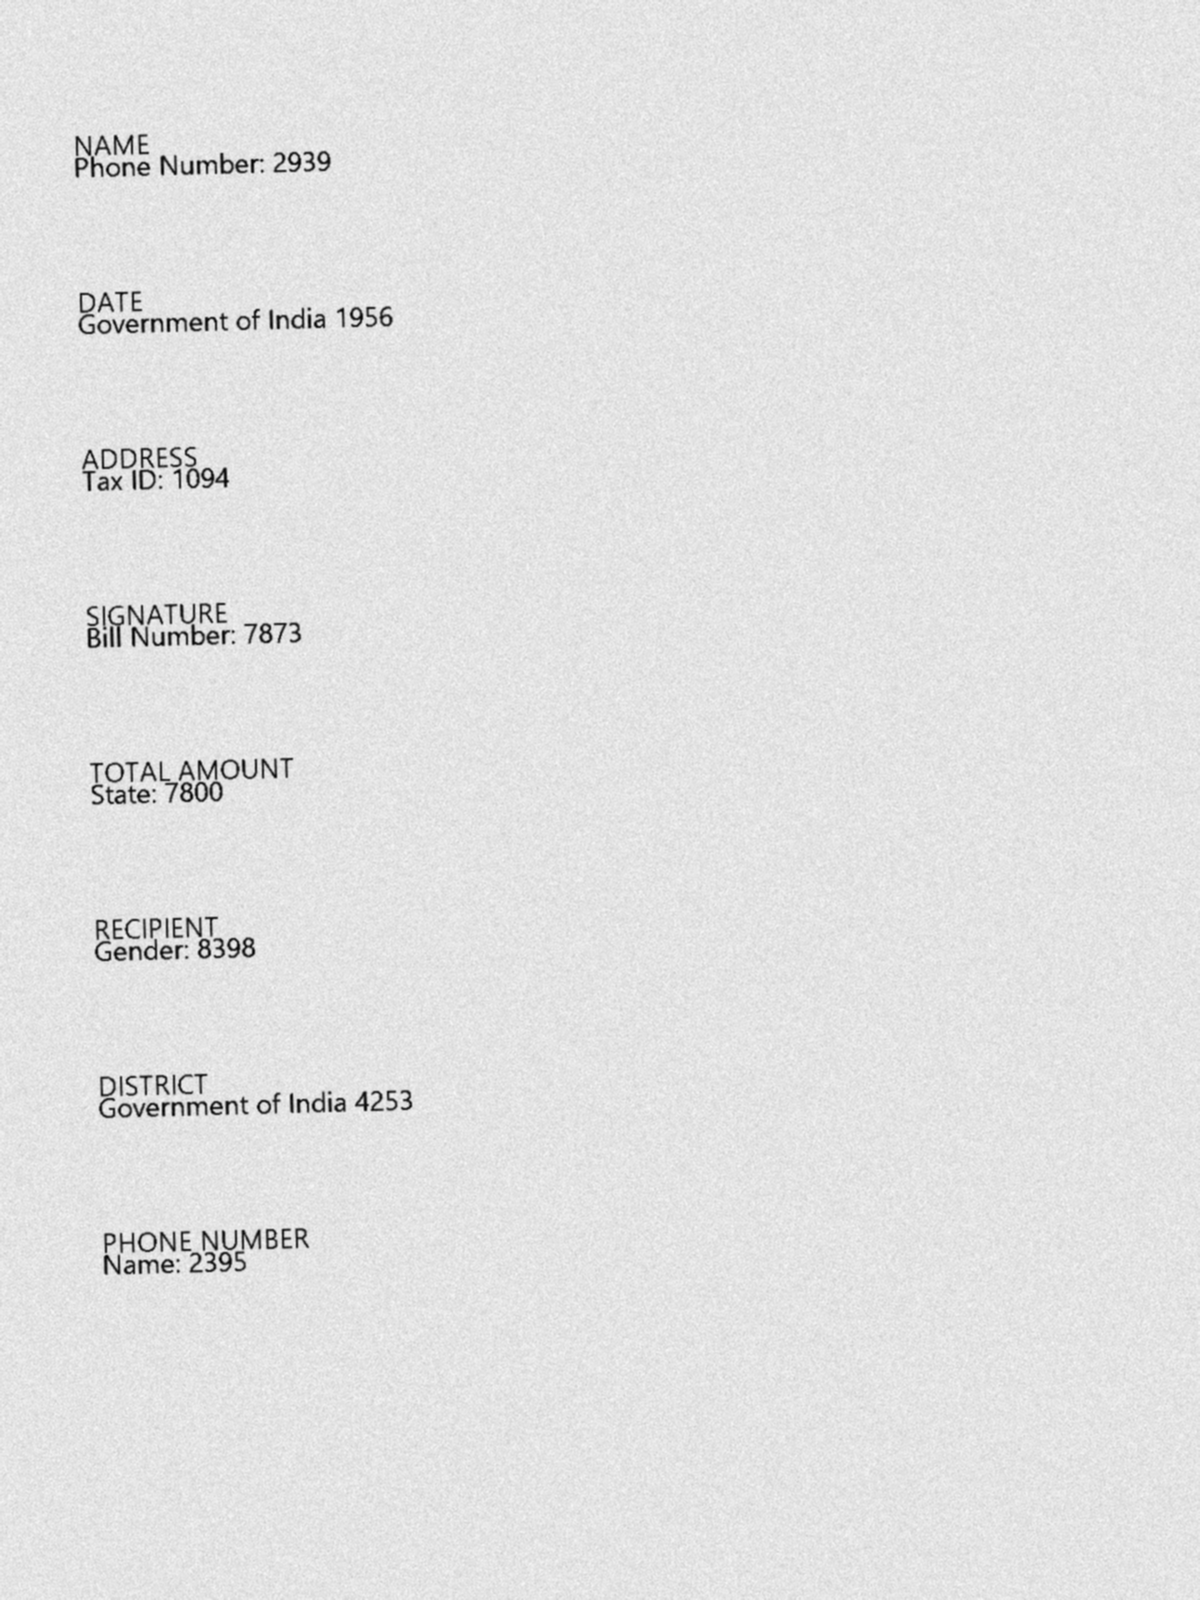 NAME
Phone Number: 2939
DATE
Government of India 1956
ADDRESS
Tax ID: 1094
SIGNATURE
Bill Number: 7873
TOTAL AMOUNT
State: 7800
RECIPIENT
Gender: 8398
DISTRICT
Government of India 4253
PHONE NUMBER
Name: 2395